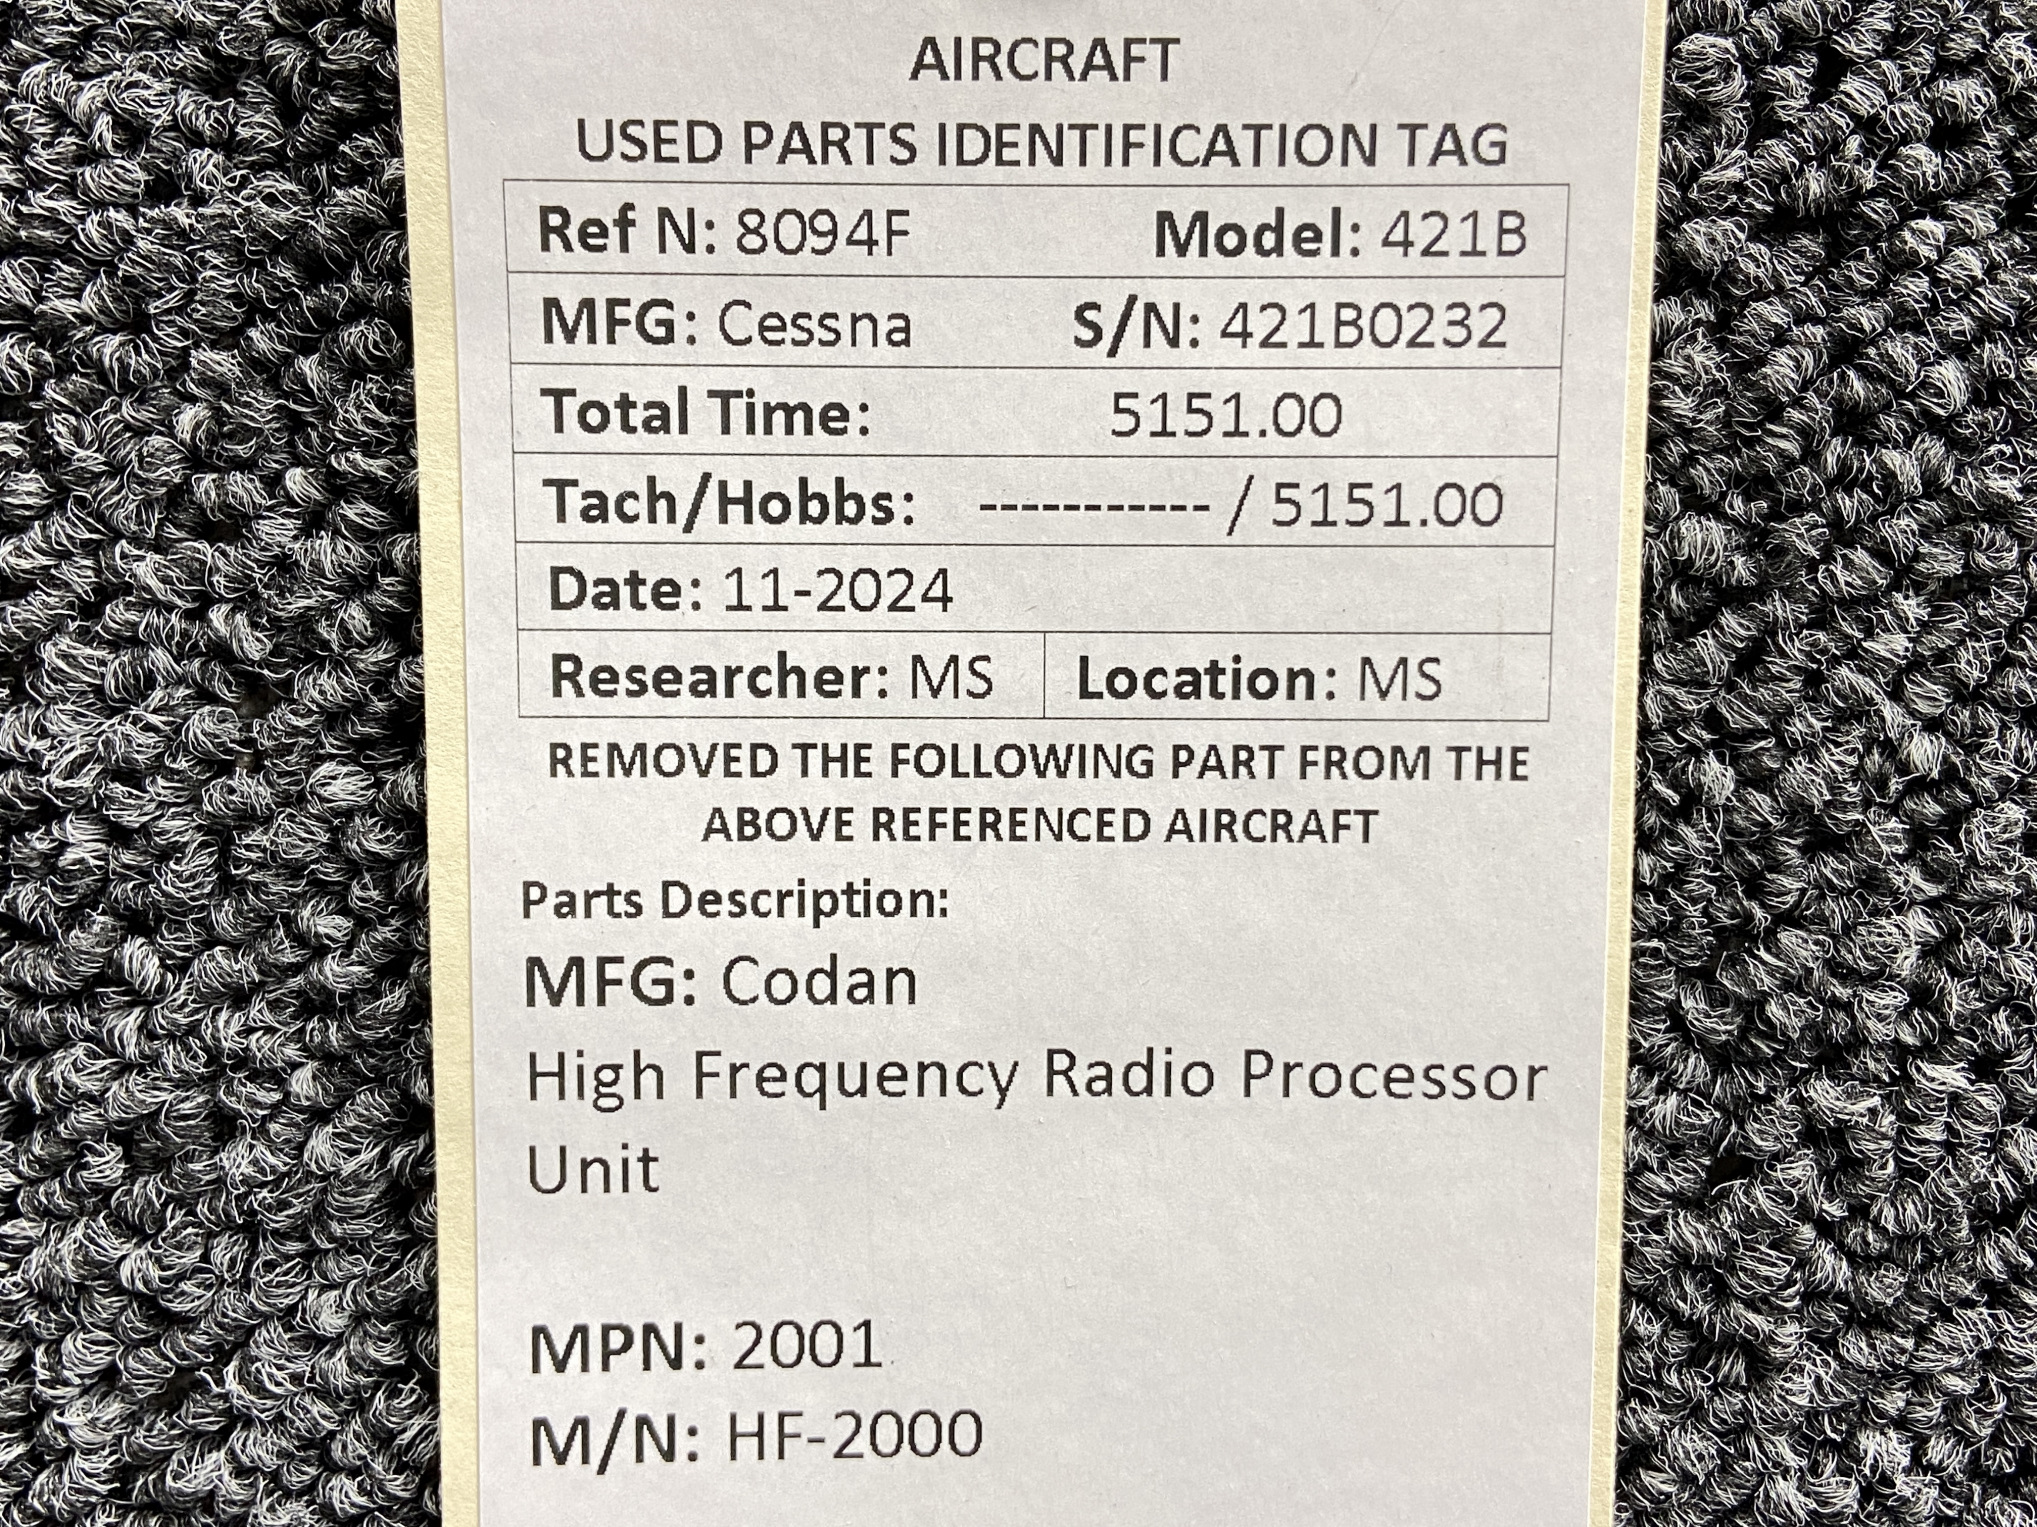 AIRCRAFT
USED PARTS IDENTIFICATION TAG
Ref N: 8094F Model: 421B
MFG: Cessna S/N: 421B0232
Total Time: 5151.00
Tach/Hobbs: ----------- / 5151.00
Date: 11-2024
Researcher: MS Location: MS
REMOVED THE FOLLOWING PART FROM THE
ABOVE REFERENCED AIRCRAFT
Parts Description:
MFG: Codan
High Frequency Radio Processor
Unit
MPN: 2001
M/N: HF-2000